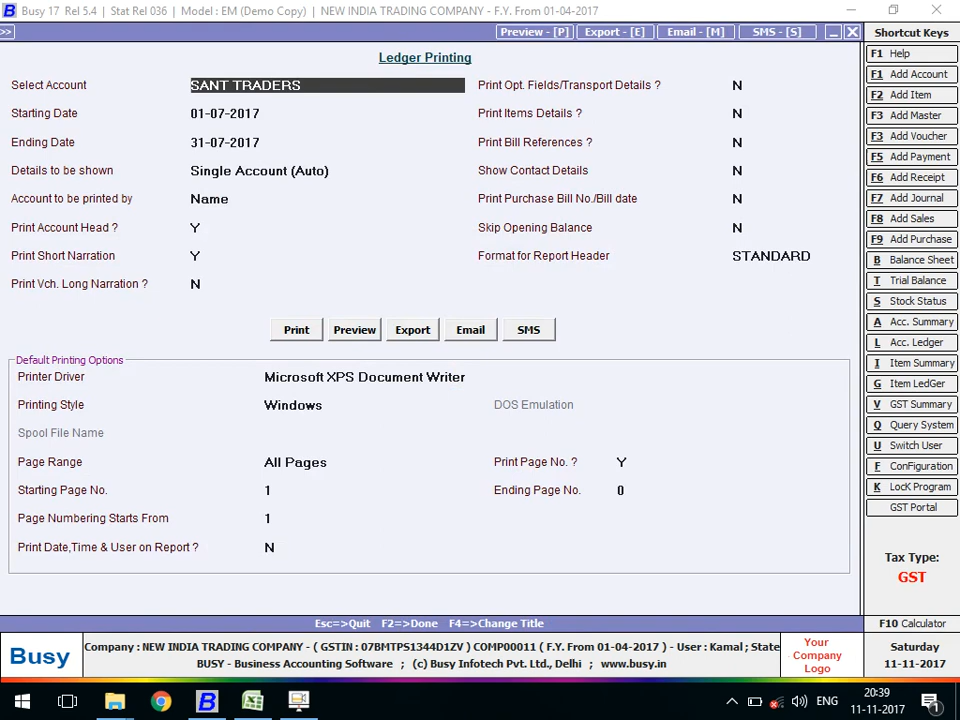 Busy 17 Rel 5.4 | Stat Rel 036 | Model : EM (Demo Copy) | NEW INDIA TRADING COMPANY - F.Y. From 01-04-2017
>> Preview - [P] Export - [E] Email - [M] SMS - [S]
Shortcut Keys
Ledger Printing
Select Account SANT TRADERS Print Opt. Fields/Transport Details ? N
Starting Date 01-07-2017 Print Items Details ? N
Ending Date 31-07-2017 Print Bill References ? N
Details to be shown Single Account (Auto) Show Contact Details N
Account to be printed by Name Print Purchase Bill No./Bill date N
Print Account Head ? Y Skip Opening Balance N
Print Short Narration Y Format for Report Header STANDARD
Print Vch. Long Narration ? N
Print Preview Export Email SMS
Default Printing Options
Printer Driver Microsoft XPS Document Writer
Printing Style Windows DOS Emulation
Spool File Name
Page Range All Pages Print Page No. ? Y
Starting Page No. 1 Ending Page No. 0
Page Numbering Starts From 1
Print Date,Time & User on Report ? N
F1 Help
F1 Add Account
F2 Add Item
F3 Add Master
F3 Add Voucher
F5 Add Payment
F6 Add Receipt
F7 Add Journal
F8 Add Sales
F9 Add Purchase
B Balance Sheet
T Trial Balance
S Stock Status
A Acc. Summary
L Acc. Ledger
I Item Summary
G Item LedGer
V GST Summary
Q Query System
U Switch User
F ConFiguration
K LocK Program
GST Portal
Tax Type:
GST
F10 Calculator
Esc=>Quit F2=>Done F4=>Change Title
Busy
Company : NEW INDIA TRADING COMPANY - ( GSTIN : 07BMTPS1344D1ZV ) COMP00011 ( F.Y. From 01-04-2017 ) - User : Kamal ; State
BUSY - Business Accounting Software ; (c) Busy Infotech Pvt. Ltd., Delhi ; www.busy.in
Your
Company
Logo
Saturday
11-11-2017
ENG
20:39
11-11-2017
1